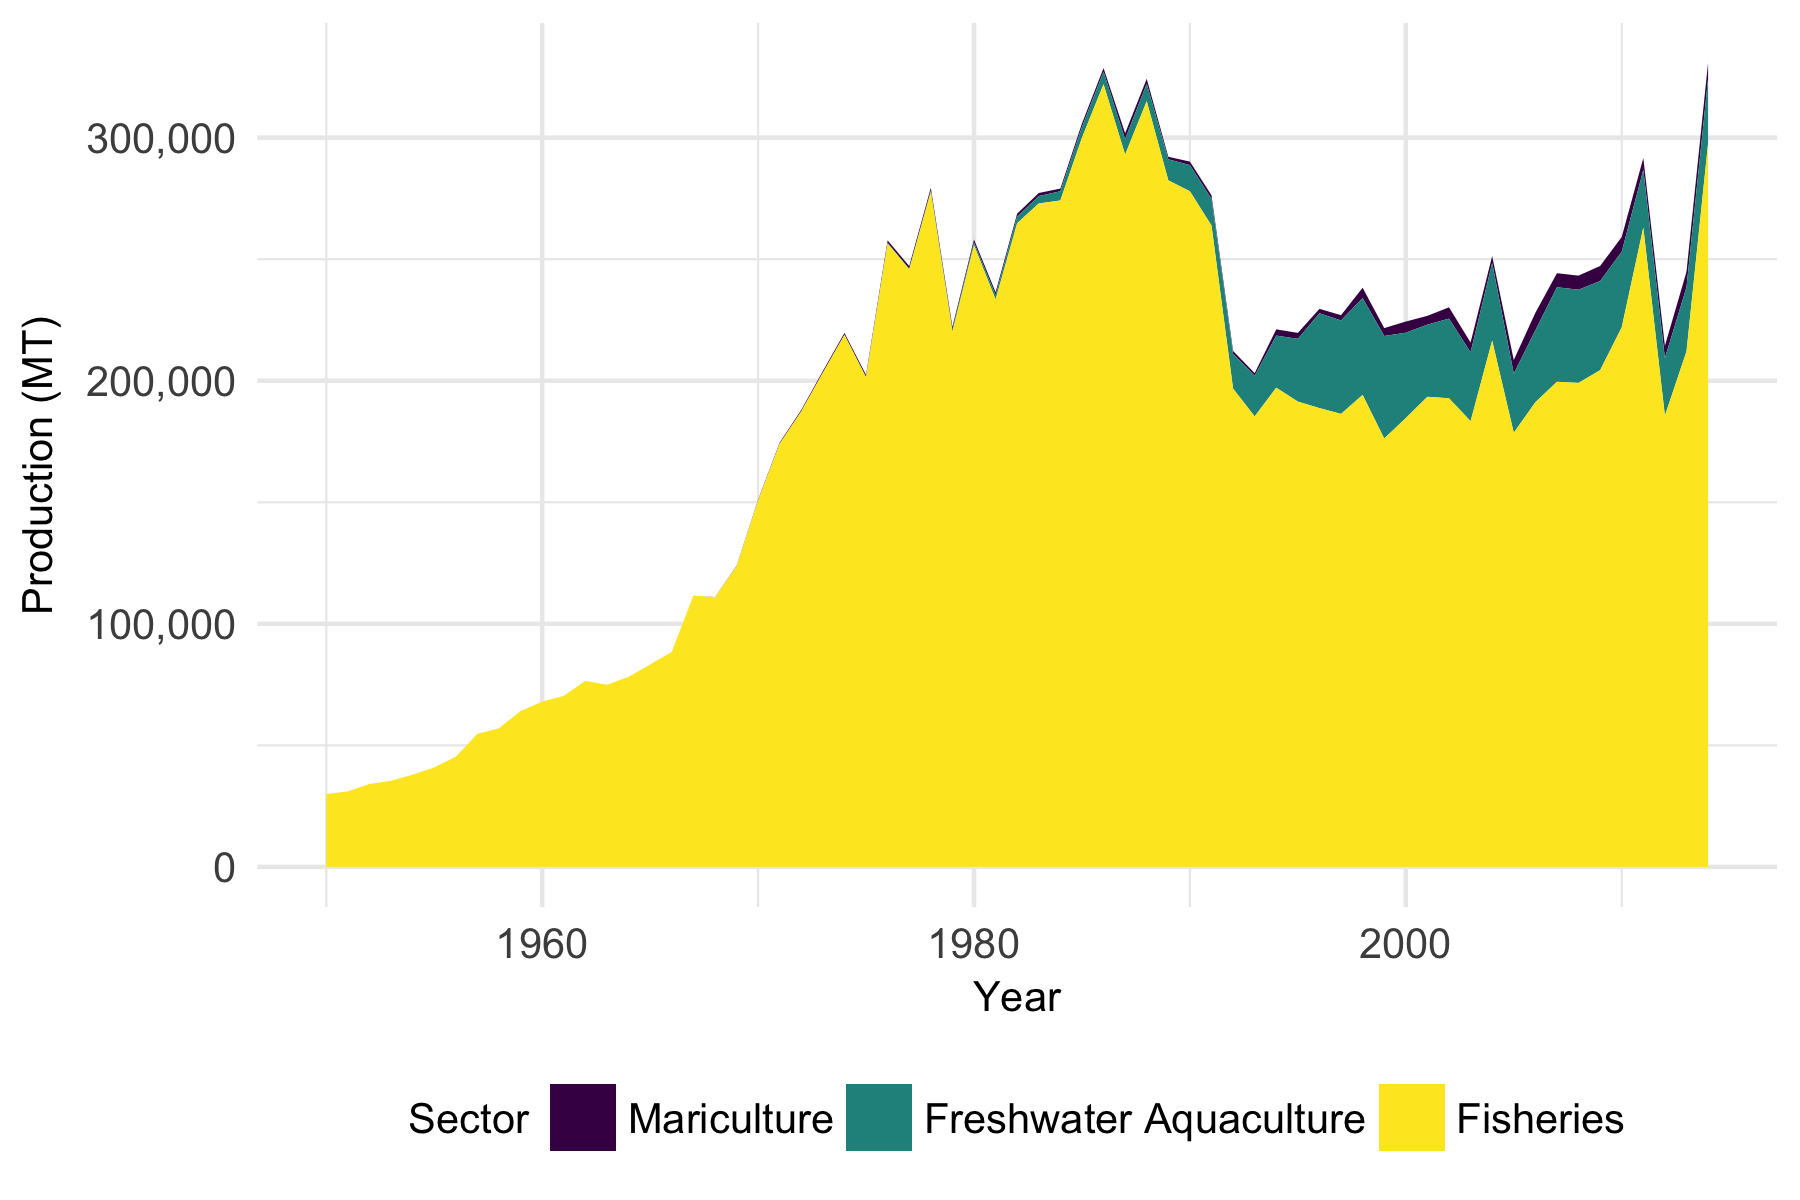 Production (MT)
300,000
200,000
100,000
0
1960 1980 2000
Year
Sector Mariculture Freshwater Aquaculture Fisheries